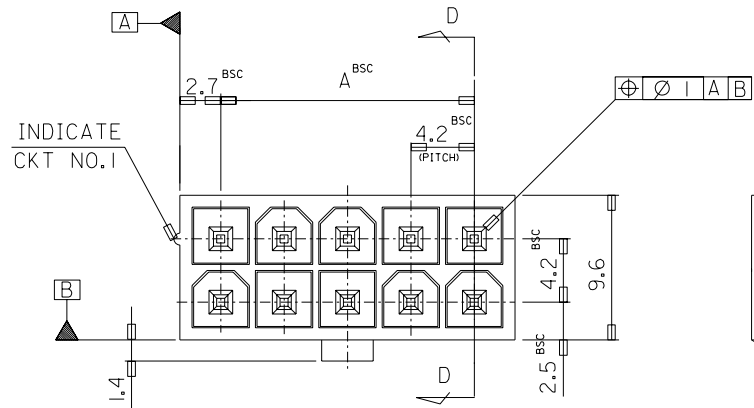 A
D
2.7 BSC
A BSC
⌖ Ø 1 A B
INDICATE
CKT NO.1
4.2 BSC
(PITCH)
B
4.2 BSC
9.6
1.4
D
2.5 BSC